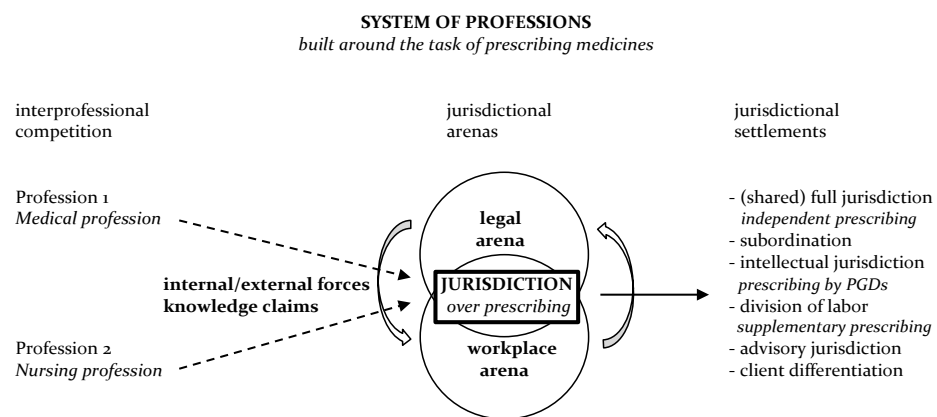 SYSTEM OF PROFESSIONS
built around the task of prescribing medicines
interprofessional
competition
jurisdictional
arenas
jurisdictional
settlements
Profession 1
Medical profession
internal/external forces
knowledge claims
Profession 2
Nursing profession
legal
arena
JURISDICTION
over prescribing
workplace
arena
- (shared) full jurisdiction
independent prescribing
- subordination
- intellectual jurisdiction
prescribing by PGDs
- division of labor
supplementary prescribing
- advisory jurisdiction
- client differentiation